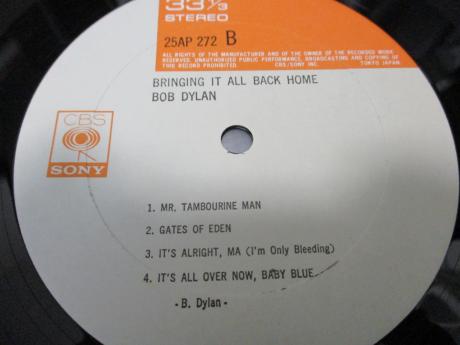 33 1/3
STEREO
25AP 272 B
ALL RIGHTS OF THE MANUFACTURER AND OF THE OWNER OF THE RECORDED WORK
RESERVED. UNAUTHORIZED PUBLIC PERFORMANCE, BROADCASTING AND COPYING OF
THIS RECORD PROHIBITED CBS/SONY INC. TOKYO JAPAN
BRINGING IT ALL BACK HOME
BOB DYLAN
CBS
SONY
1. MR. TAMBOURINE MAN
2. GATES OF EDEN
3. IT'S ALRIGHT, MA (I'm Only Bleeding)
4. IT'S ALL OVER NOW, BABY BLUE
- B. Dylan -